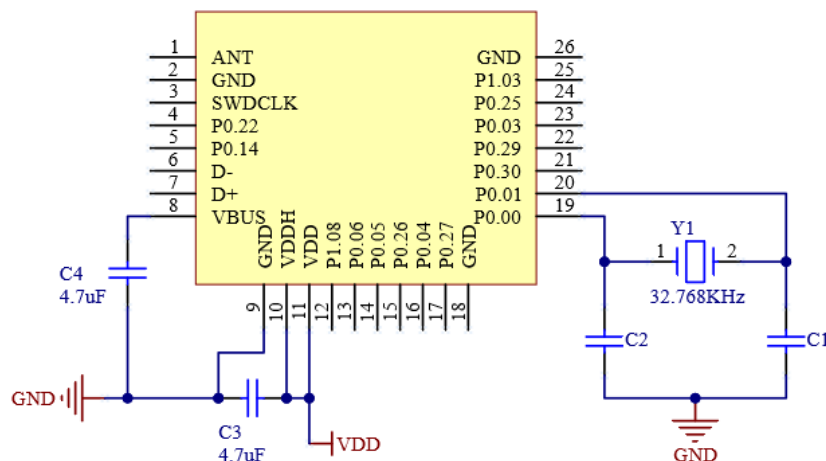 1 ANT GND 26
2 GND P1.03 25
3 SWDCLK P0.25 24
4 P0.22 P0.03 23
5 P0.14 P0.29 22
6 D- P0.30 21
7 D+ P0.01 20
8 VBUS P0.00 19
GND VDDH VDD P1.08 P0.06 P0.05 P0.26 P0.04 P0.27 GND
9 10 11 12 13 14 15 16 17 18
C4
4.7uF
Y1
1 2
32.768KHz
C2
C1
GND
C3
4.7uF
VDD
GND